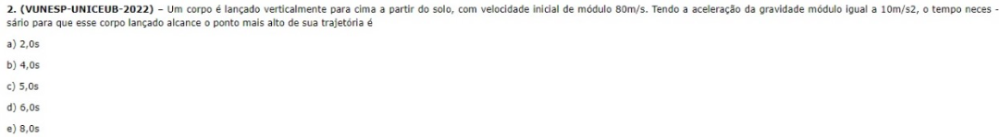 2. (VUNESP-UNICEUB-2022) – Um corpo é lançado verticalmente para cima a partir do solo, com velocidade inicial de módulo 80m/s. Tendo a aceleração da gravidade módulo igual a 10m/s2, o tempo neces -
sário para que esse corpo lançado alcance o ponto mais alto de sua trajetória é
a) 2,0s
b) 4,0s
c) 5,0s
d) 6,0s
e) 8,0s